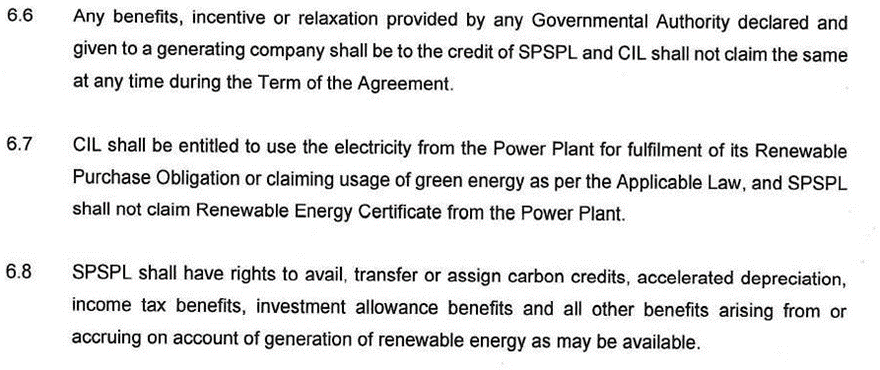 6.6 Any benefits, incentive or relaxation provided by any Governmental Authority declared and
given to a generating company shall be to the credit of SPSPL and CIL shall not claim the same
at any time during the Term of the Agreement.
6.7 CIL shall be entitled to use the electricity from the Power Plant for fulfilment of its Renewable
Purchase Obligation or claiming usage of green energy as per the Applicable Law, and SPSPL
shall not claim Renewable Energy Certificate from the Power Plant.
6.8 SPSPL shall have rights to avail, transfer or assign carbon credits, accelerated depreciation,
income tax benefits, investment allowance benefits and all other benefits arising from or
accruing on account of generation of renewable energy as may be available.